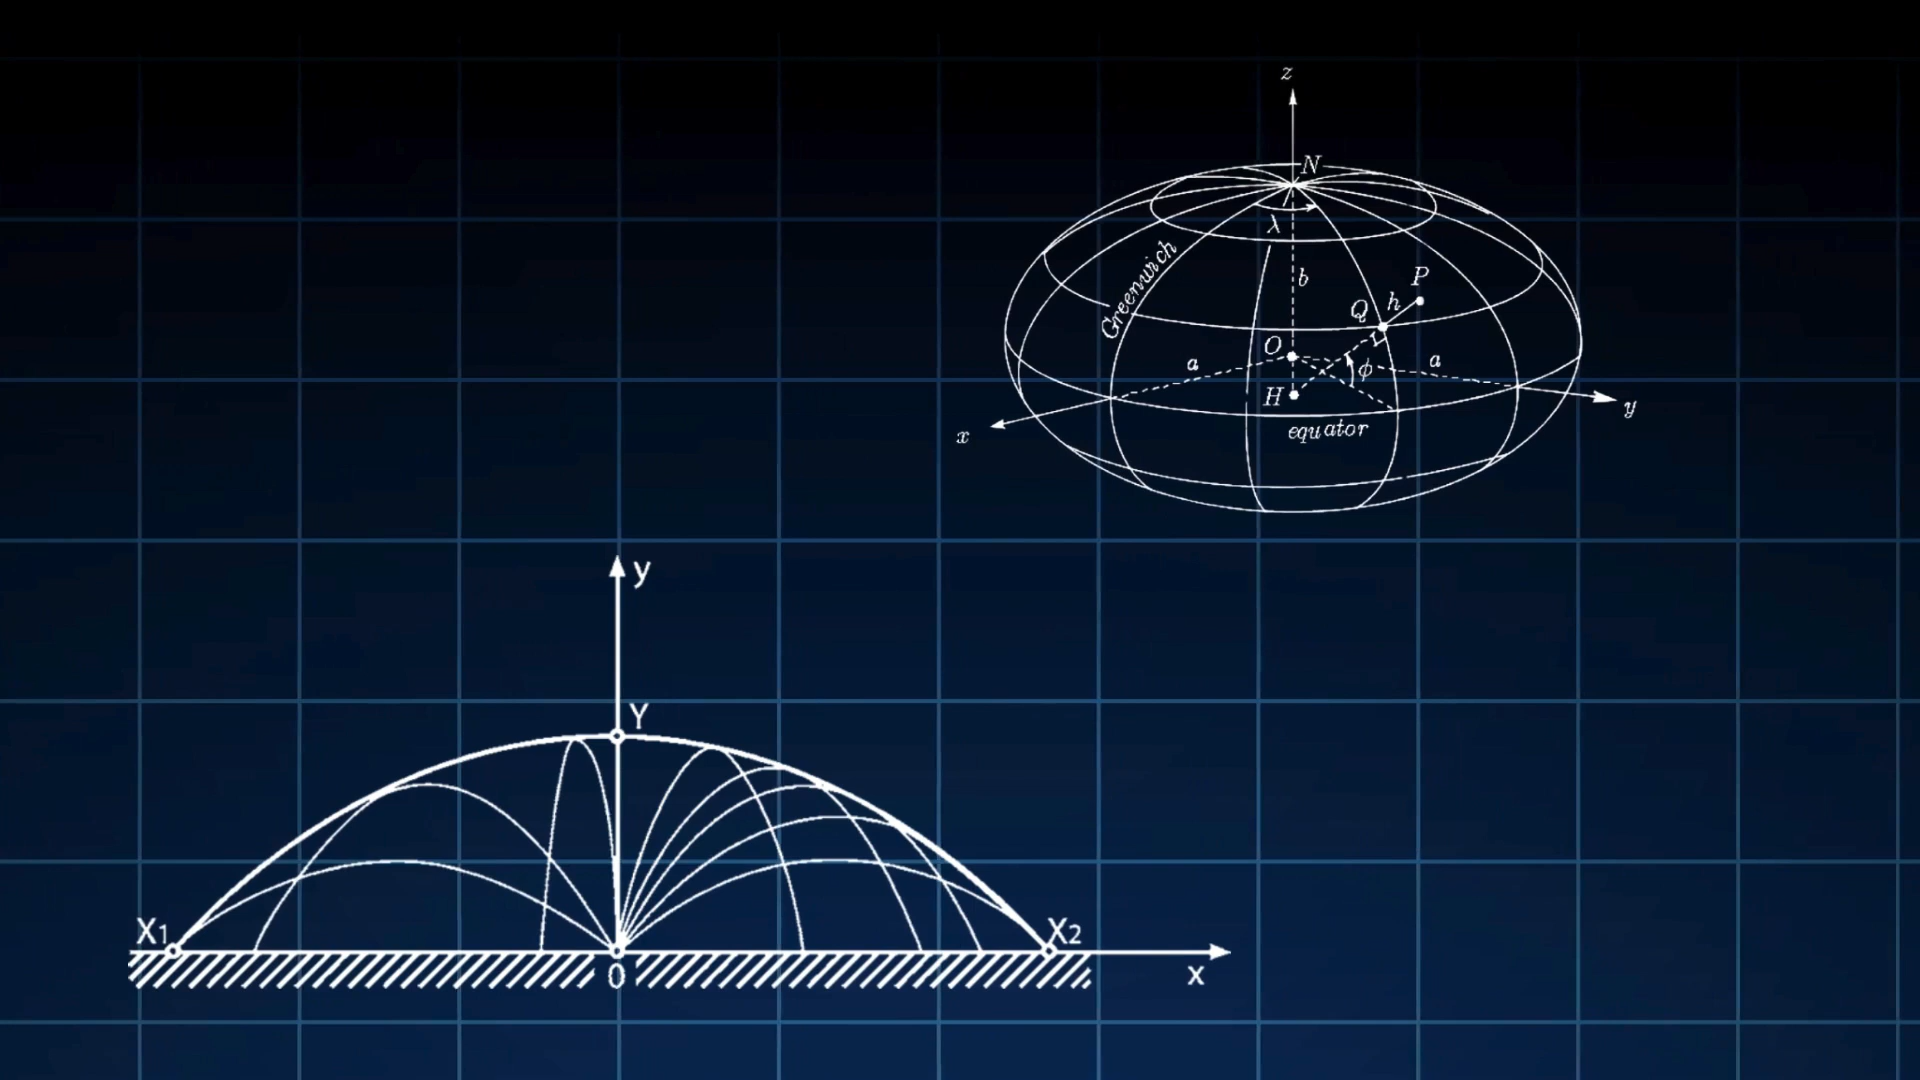 z
N
λ
Greenwich
b
P
h
Q
O
a
a
ϕ
H
x
equator
y
y
Y
X1
X2
0
x